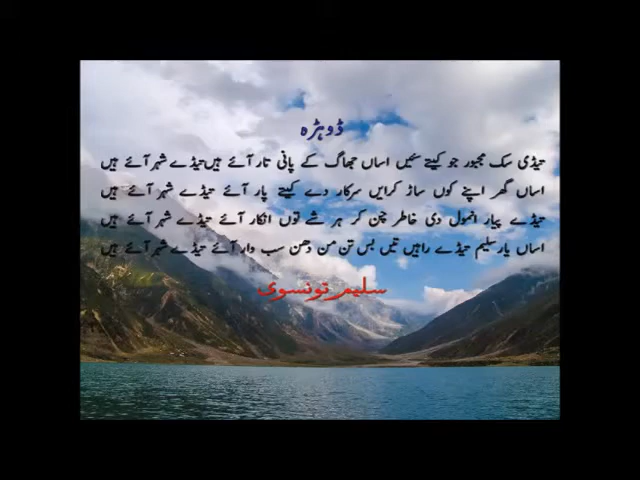 ڈوہڑہ
تیڈی سک مجبور جو کیتے سئیں اساں جھاگ کے پانی تار آئے ہیں تیڈے شہر آئے ہیں
اساں گھر اپنے کوں ساڑ کرایں سرکار دے کیتے پار آئے تیڈے شہر آئے ہیں
تیڈے پیار انمول دی خاطر چن کر ہر شے توں انکار آئے تیڈے شہر آئے ہیں
اساں یار سلیم تیڈے راہیں تیں بس تن من دھن سب وار آئے تیڈے شہر آئے ہیں
سلیم تونسوی